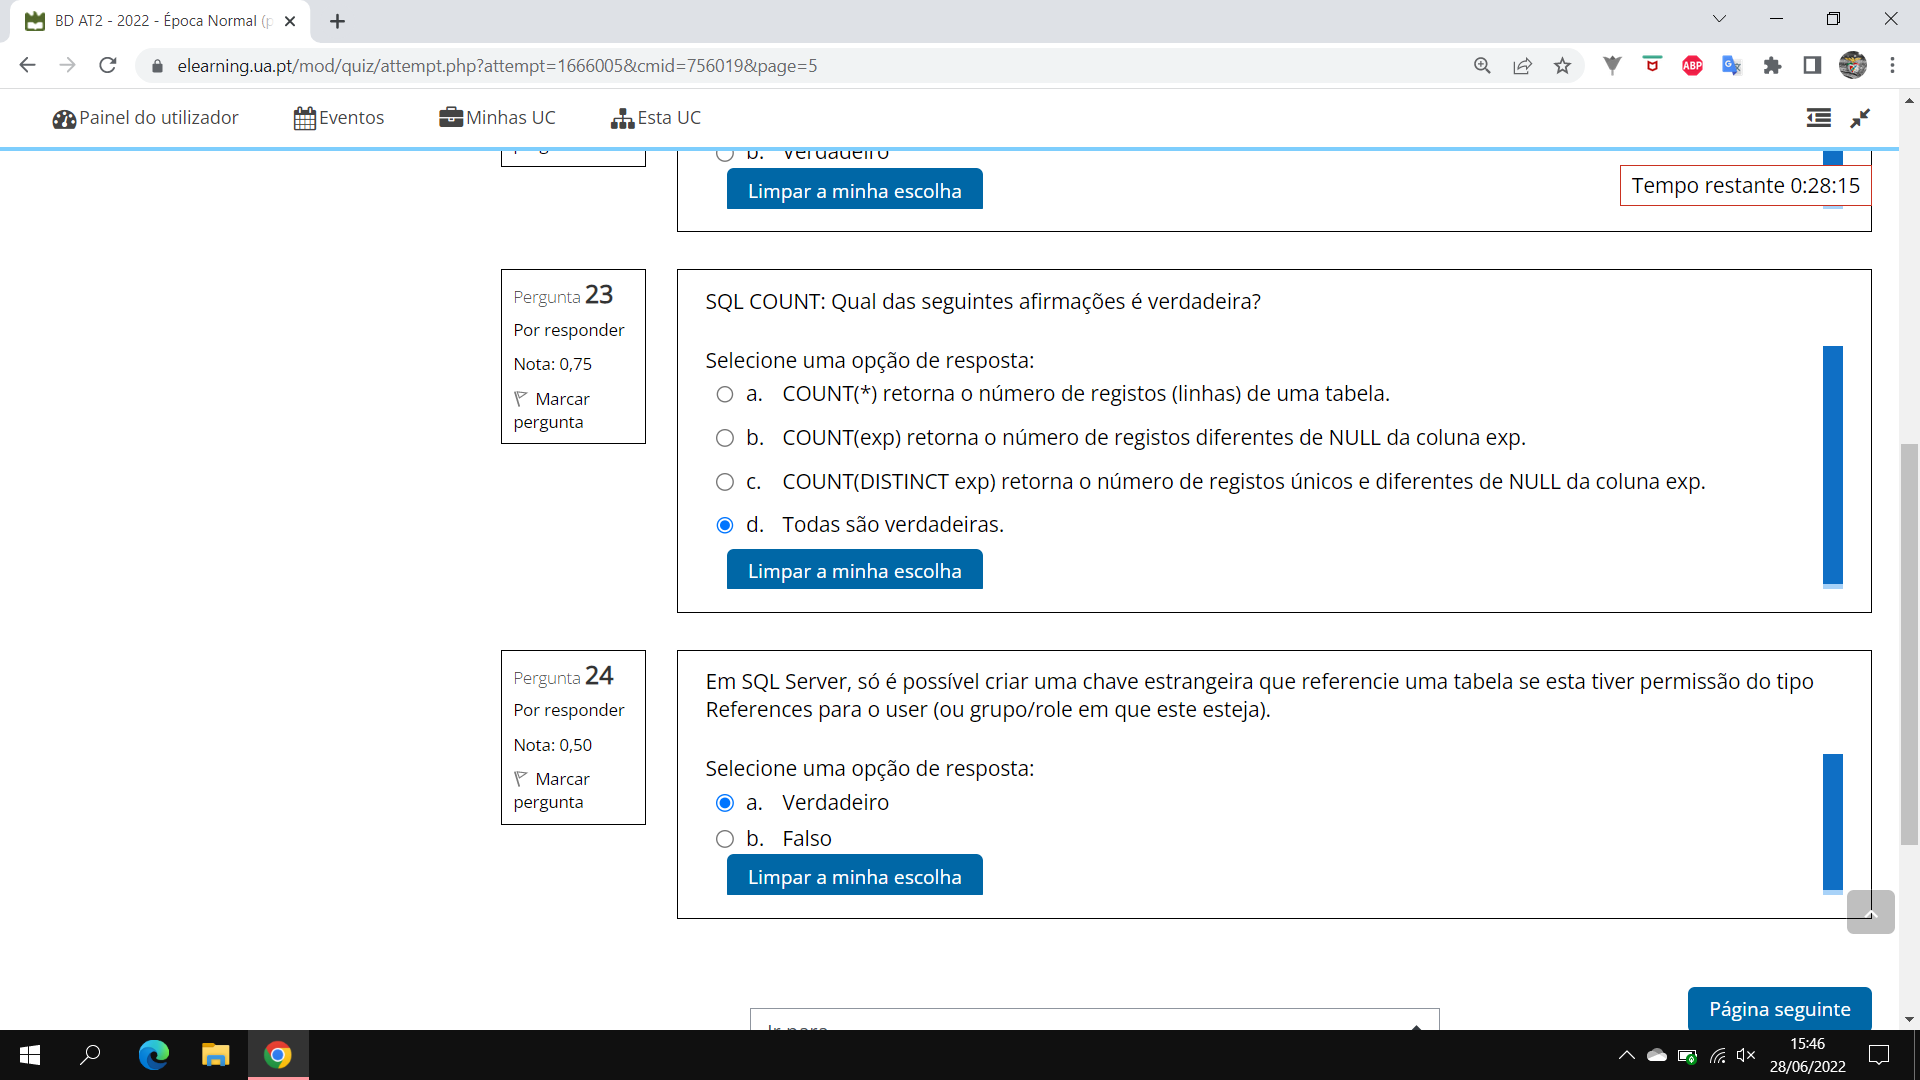 BD AT2 - 2022 - Época Normal (p
elearning.ua.pt/mod/quiz/attempt.php?attempt=1666005&cmid=756019&page=5
ABP
Painel do utilizador
Eventos
Minhas UC
Esta UC
b. Verdadeiro
Limpar a minha escolha
Tempo restante 0:28:15
Pergunta 23
Por responder
Nota: 0,75
Marcar
pergunta
SQL COUNT: Qual das seguintes afirmações é verdadeira?
Selecione uma opção de resposta:
a. COUNT(*) retorna o número de registos (linhas) de uma tabela.
b. COUNT(exp) retorna o número de registos diferentes de NULL da coluna exp.
c. COUNT(DISTINCT exp) retorna o número de registos únicos e diferentes de NULL da coluna exp.
d. Todas são verdadeiras.
Limpar a minha escolha
Pergunta 24
Por responder
Nota: 0,50
Marcar
pergunta
Em SQL Server, só é possível criar uma chave estrangeira que referencie uma tabela se esta tiver permissão do tipo
References para o user (ou grupo/role em que este esteja).
Selecione uma opção de resposta:
a. Verdadeiro
b. Falso
Limpar a minha escolha
Página seguinte
Ir para
15:46
28/06/2022